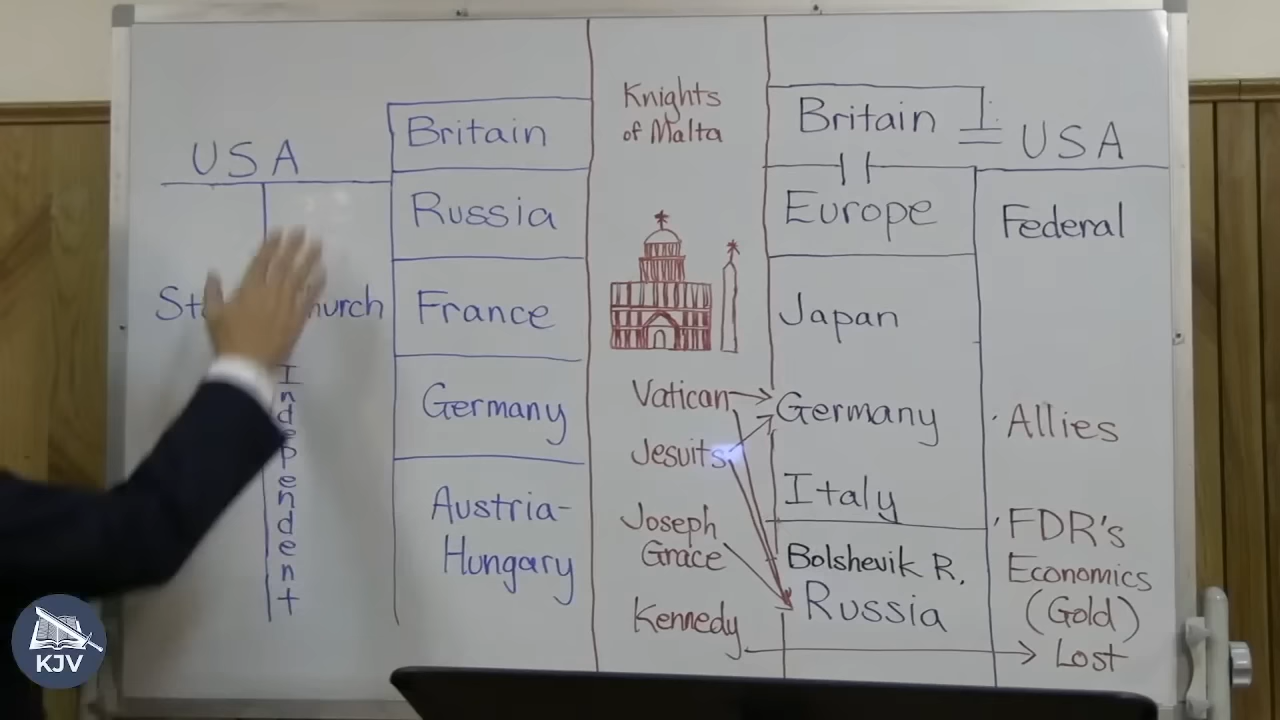 USA
St
hurch
Independent
Britain
Russia
France
Germany
Austria-
Hungary
Knights
of Malta
Vatican
Jesuits
Joseph
Grace
Kennedy
Britain
Europe
Japan
Germany
Italy
Bolshevik R.
Russia
USA
Federal
Allies
FDR's
Economics
(Gold)
Lost
KJV